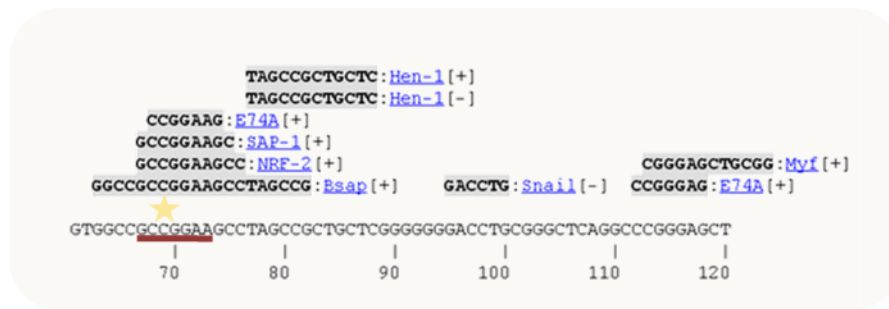 TAGCCGCTGCTC:Hen-1[+]
TAGCCGCTGCTC:Hen-1[-]
CCGGAAG:E74A[+]
GCCGGAAGC:SAP-1[+]
GCCGGAAGCC:NRF-2[+] CGGGAGCTGCGG:Myf[+]
GGCCGCCGGAAGCCTAGCCG:Bsap[+] GACCTG:Snail[-] CCGGGAG:E74A[+]
GTGGCCGCCGGAAGCCTAGCCGCTGCTCGGGGGGGACCTGCGGGCTCAGGCCCGGGAGCT
70 80 90 100 110 120